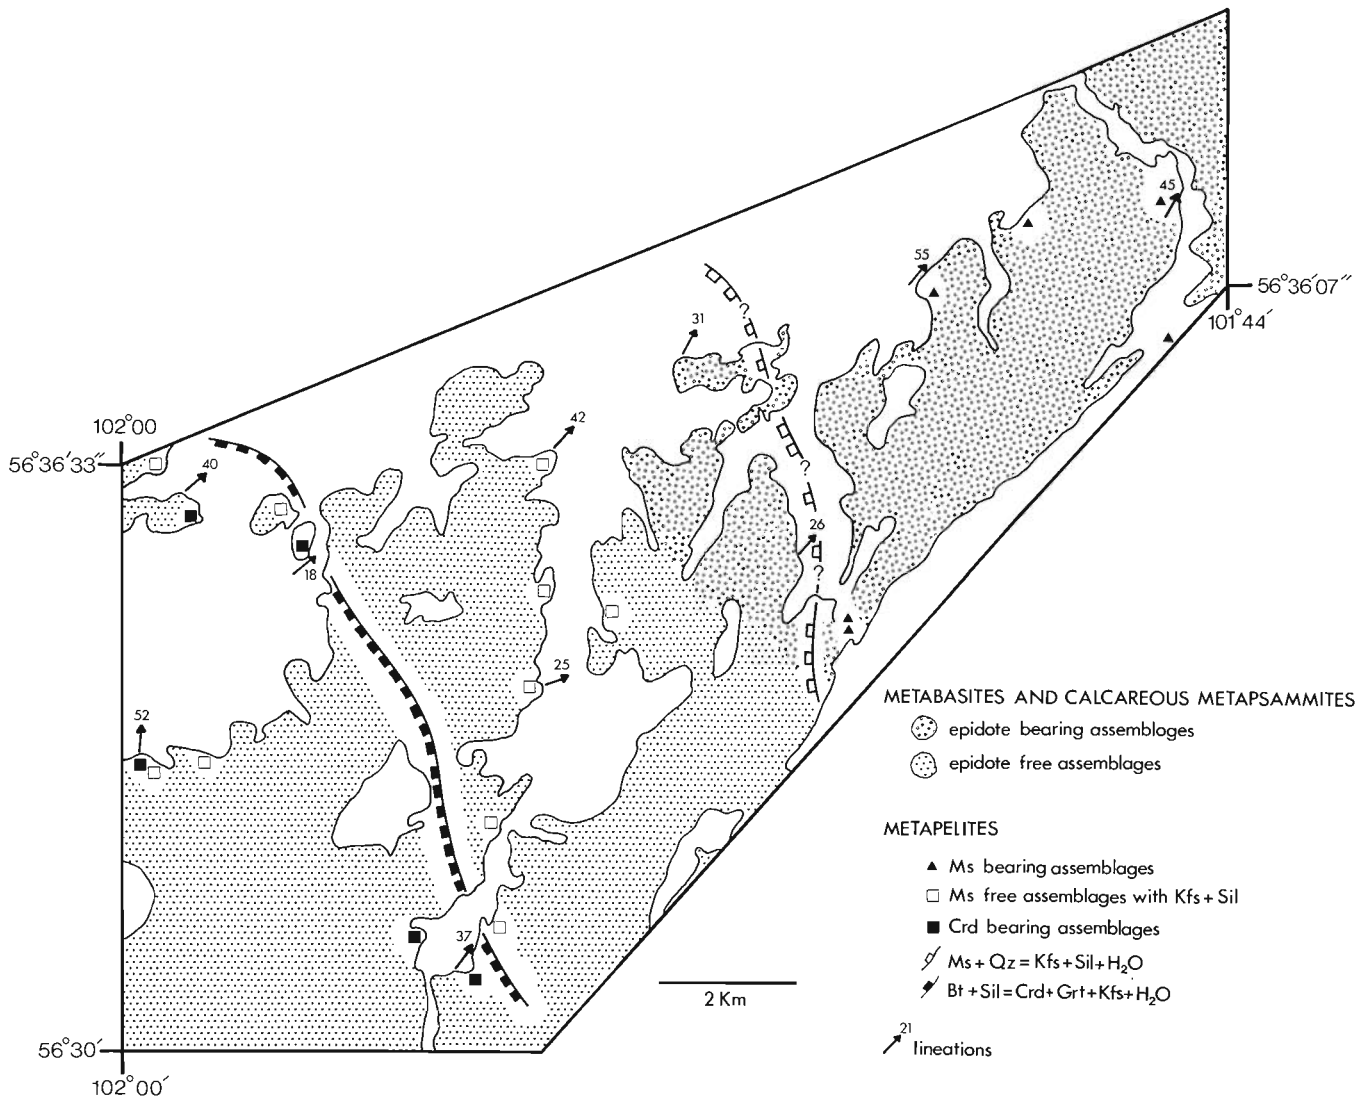 45
55
56°36′07″
101°44′
?
31
42
102°00
56°36′33″
40
?
26
18
?
25
52
37
2 Km
56°30′
102°00′
METABASITES AND CALCAREOUS METAPSAMMITES
epidote bearing assembloges
epidote free assemblages
METAPELITES
Ms bearing assemblages
Ms free assemblages with Kfs+Sil
Crd bearing assemblages
Ms+Qz=Kfs+Sil+H₂O
Bt+Sil=Crd+Grt+Kfs+H₂O
21
lineations